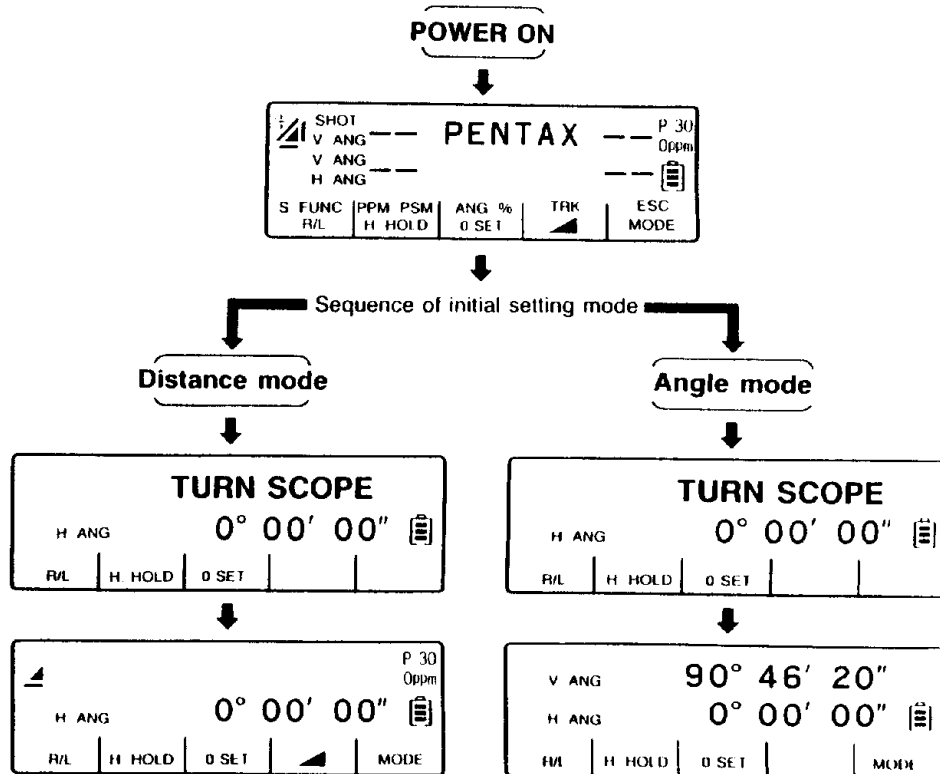 POWER ON
SHOT
V ANG -- PENTAX -- P 30
0ppm
V ANG
H ANG -- --
S FUNC PPM PSM ANG % TRK ESC
R/L H HOLD 0 SET MODE
Sequence of initial setting mode
Distance mode
Angle mode
TURN SCOPE
H ANG 0° 00′ 00″
R/L H. HOLD 0 SET
TURN SCOPE
H ANG 0° 00′ 00″
R/L H HOLD 0 SET
P 30
0ppm
H ANG 0° 00′ 00″
R/L H HOLD 0 SET MODE
V ANG 90° 46′ 20″
H ANG 0° 00′ 00″
R/L H HOLD 0 SET MODE